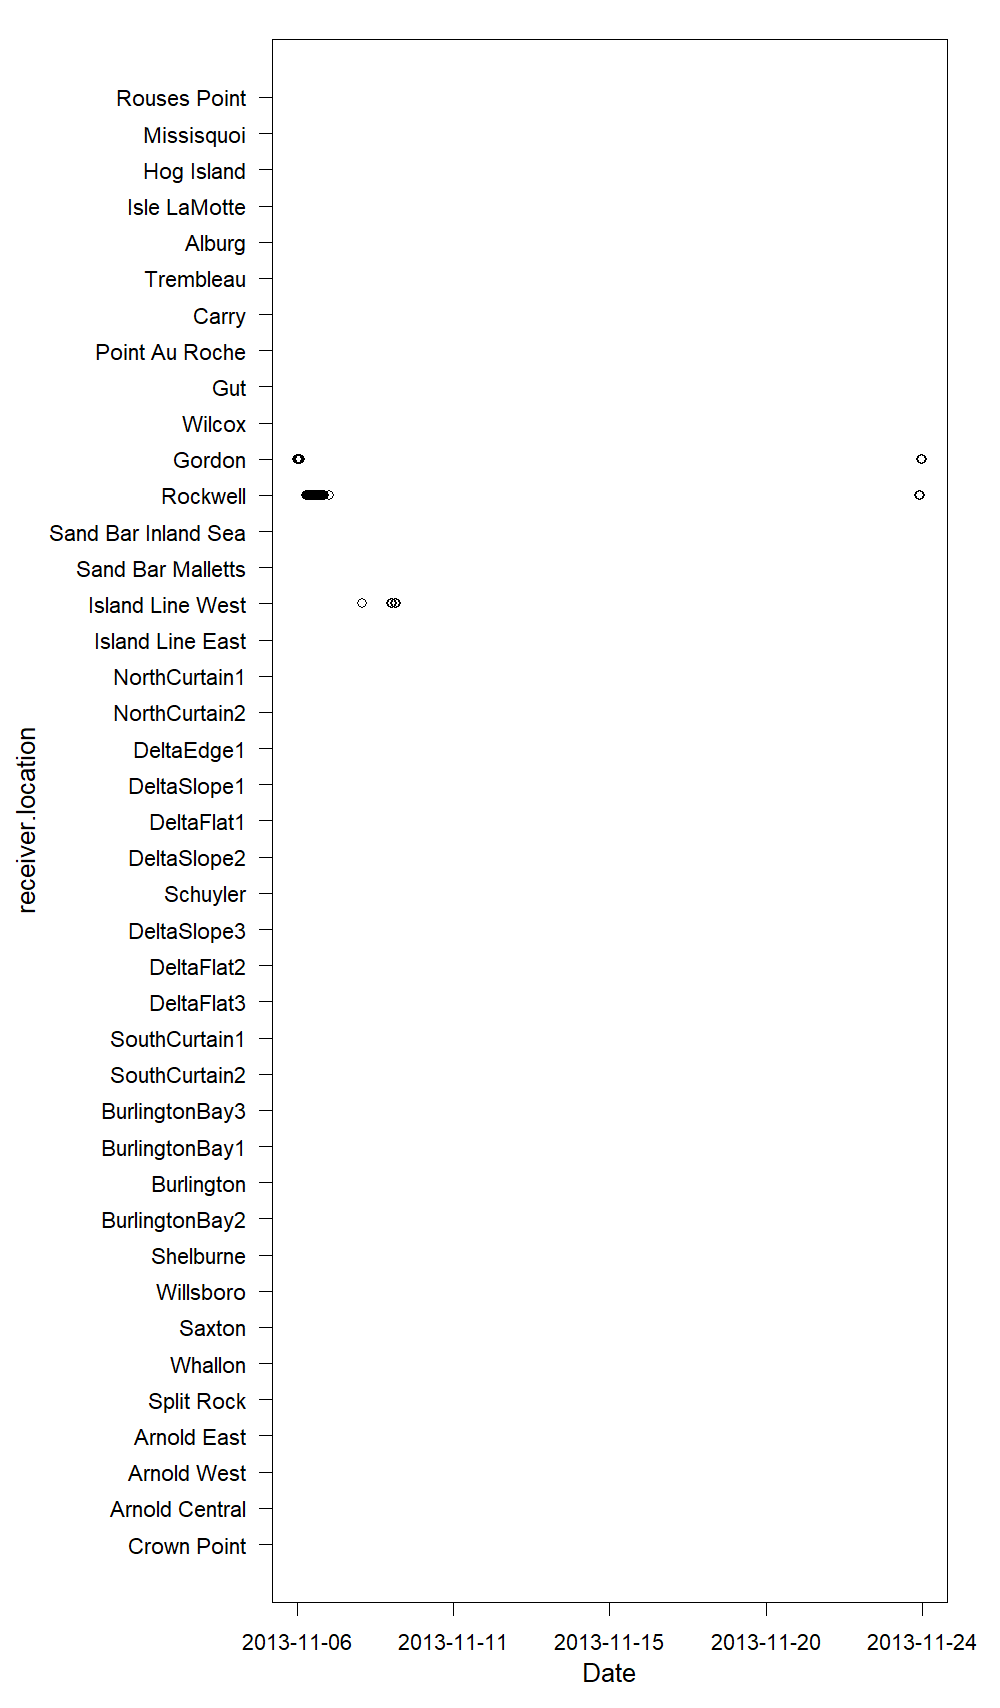 Rouses Point
Missisquoi
Hog Island
Isle LaMotte
Alburg
Trembleau
Carry
Point Au Roche
Gut
Wilcox
Gordon
Rockwell
Sand Bar Inland Sea
Sand Bar Malletts
Island Line West
Island Line East
NorthCurtain1
NorthCurtain2
DeltaEdge1
DeltaSlope1
DeltaFlat1
DeltaSlope2
Schuyler
DeltaSlope3
DeltaFlat2
DeltaFlat3
SouthCurtain1
SouthCurtain2
BurlingtonBay3
BurlingtonBay1
Burlington
BurlingtonBay2
Shelburne
Willsboro
Saxton
Whallon
Split Rock
Arnold East
Arnold West
Arnold Central
Crown Point
receiver.location
2013-11-06 2013-11-11 2013-11-15 2013-11-20 2013-11-24
Date